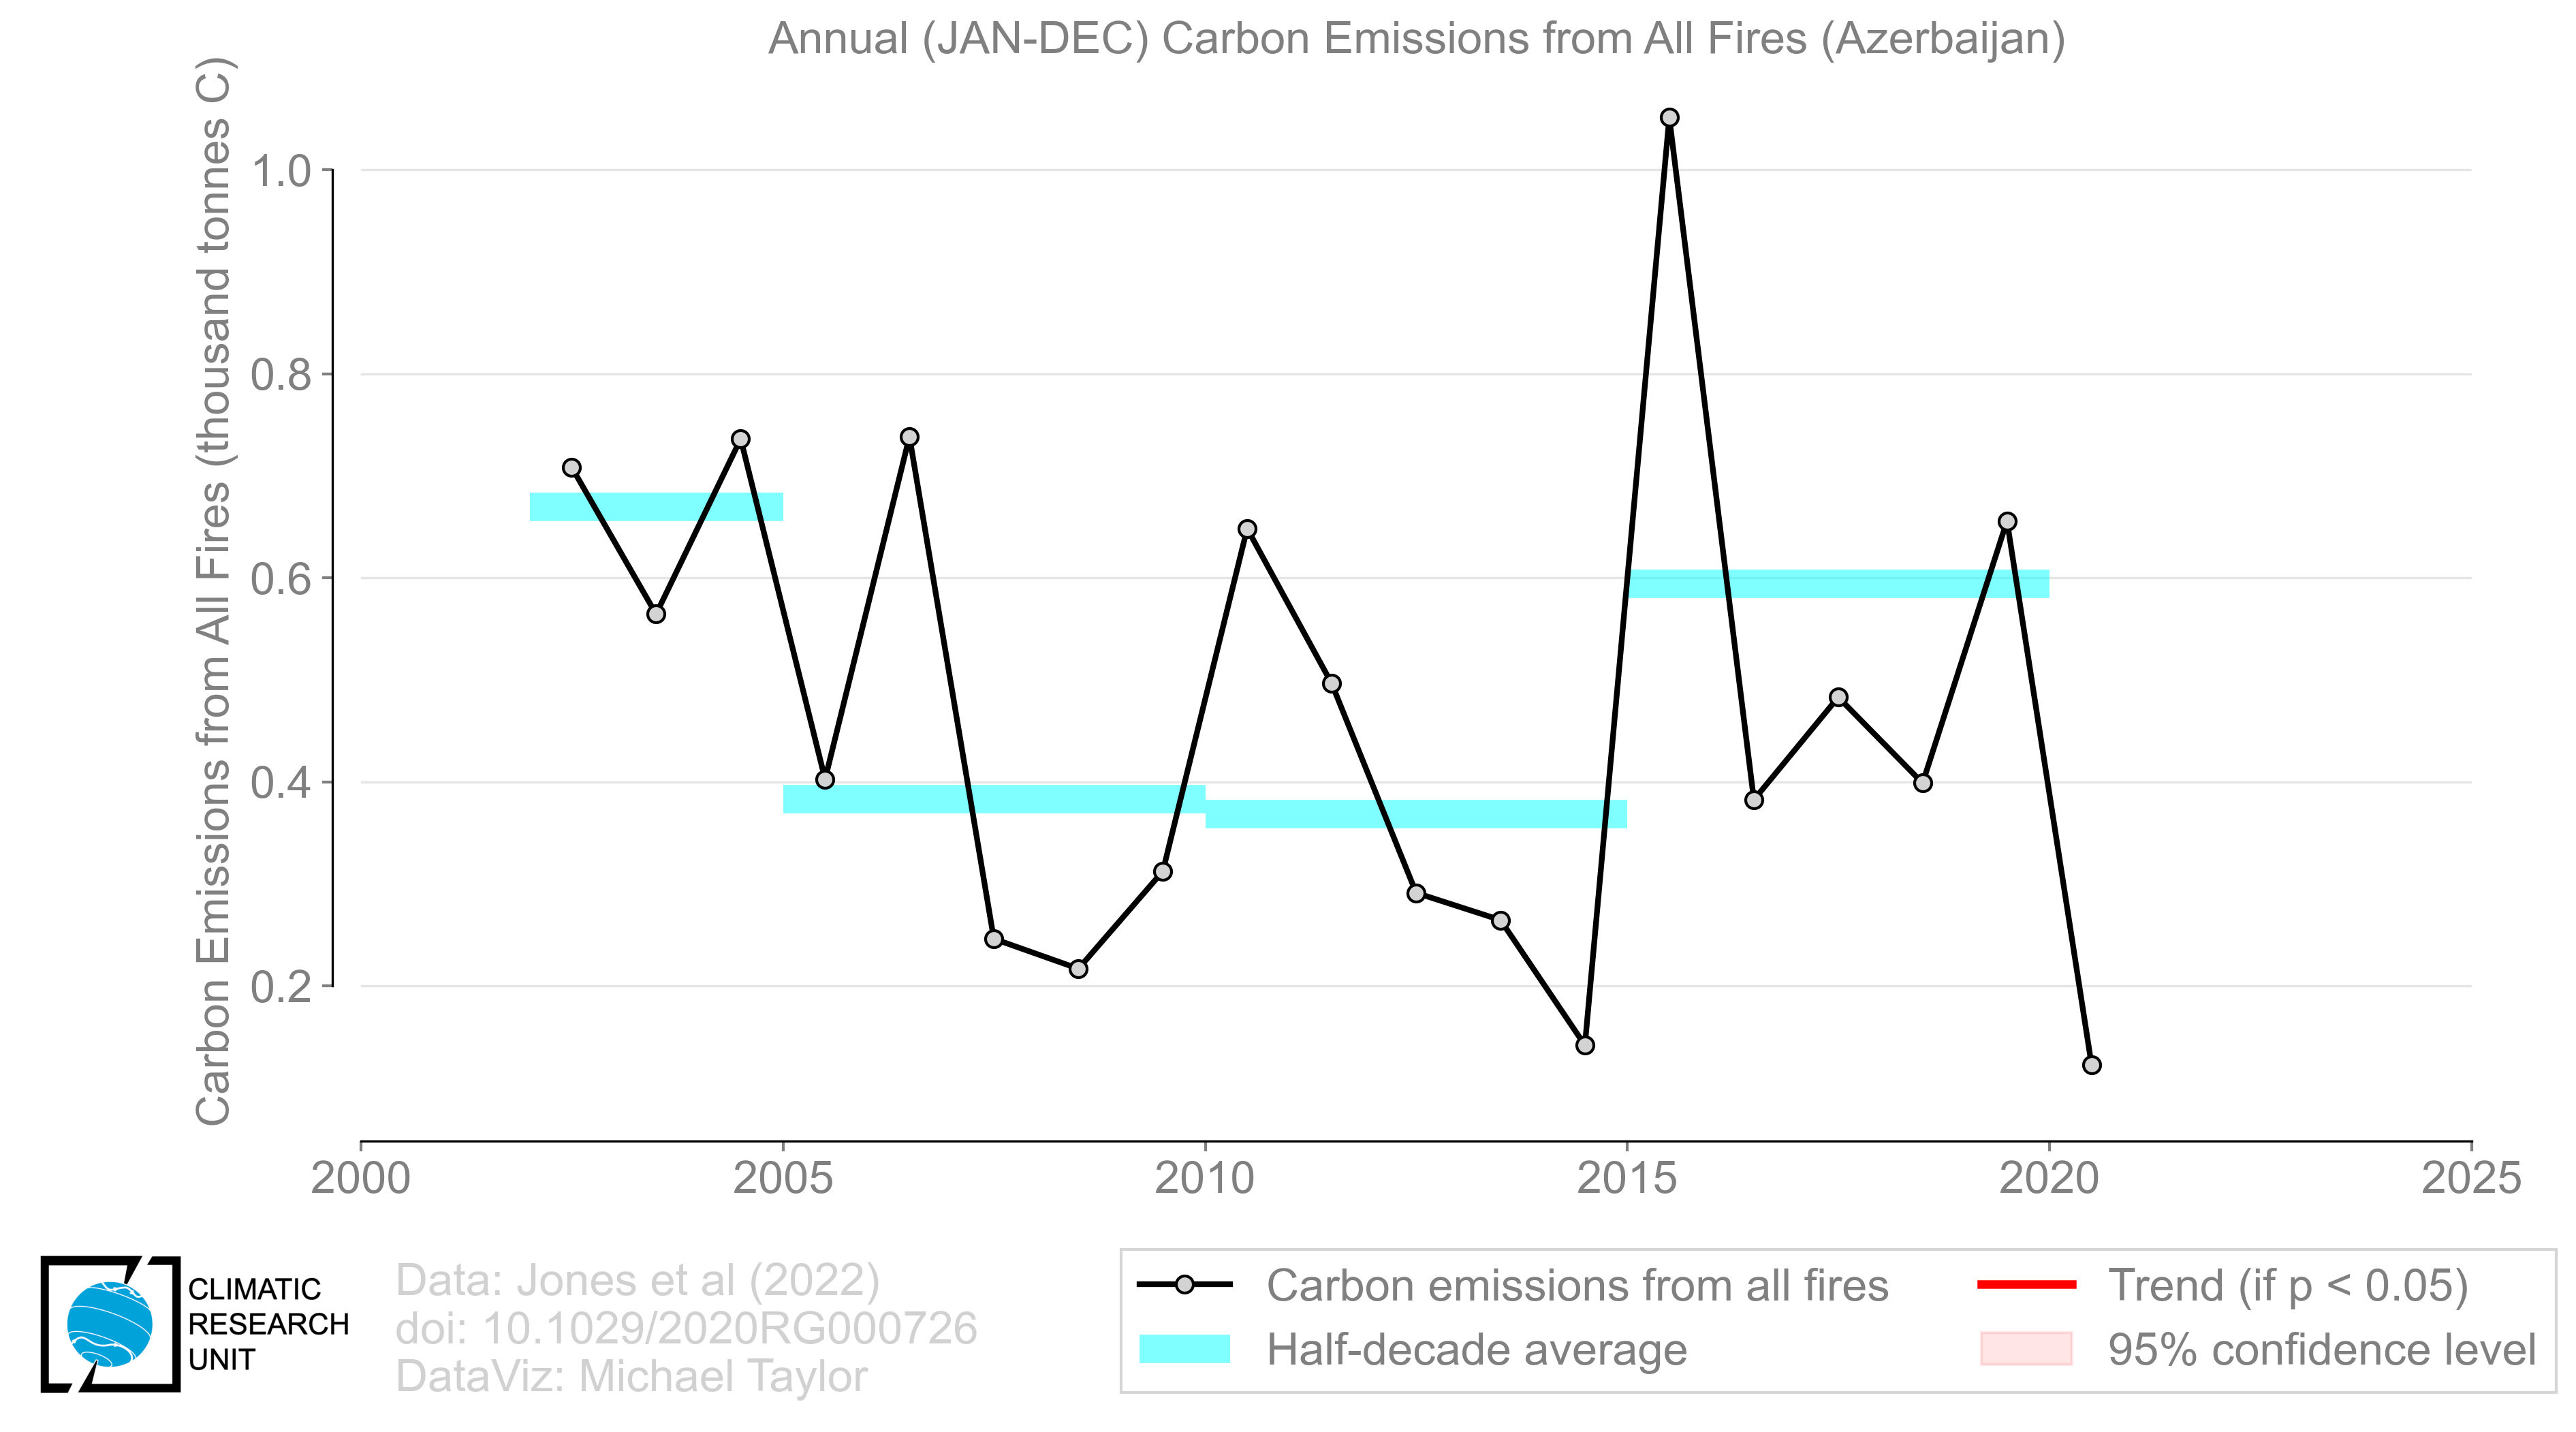 Annual (JAN-DEC) Carbon Emissions from All Fires (Azerbaijan)
Carbon Emissions from All Fires (thousand tonnes C)
1.0
0.8
0.6
0.4
0.2
2000
2005
2010
2015
2020
2025
CLIMATIC
RESEARCH
UNIT
Data: Jones et al (2022)
doi: 10.1029/2020RG000726
DataViz: Michael Taylor
Carbon emissions from all fires
Half-decade average
Trend (if p < 0.05)
95% confidence level